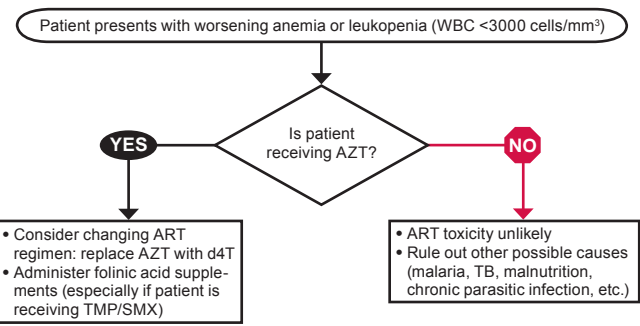 Patient presents with worsening anemia or leukopenia (WBC <3000 cells/mm³)
Is patient
receiving AZT?
YES
NO
• Consider changing ART
regimen: replace AZT with d4T
• Administer folinic acid supple-
ments (especially if patient is
receiving TMP/SMX)
• ART toxicity unlikely
• Rule out other possible causes
(malaria, TB, malnutrition,
chronic parasitic infection, etc.)